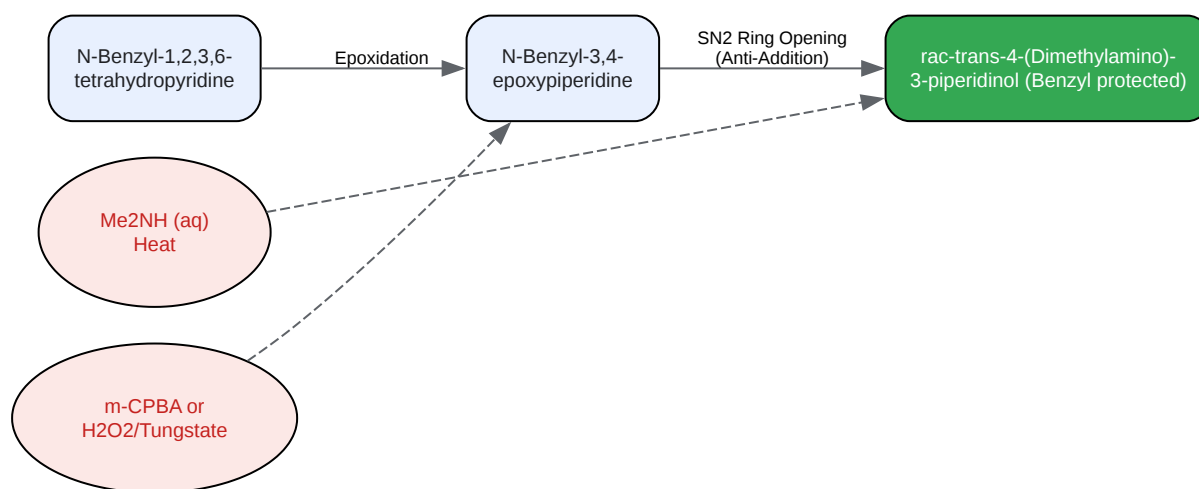 N-Benzyl-1,2,3,6-
tetrahydropyridine
Epoxidation
N-Benzyl-3,4-
epoxypiperidine
SN2 Ring Opening
(Anti-Addition)
rac-trans-4-(Dimethylamino)-
3-piperidinol (Benzyl protected)
Me2NH (aq)
Heat
m-CPBA or
H2O2/Tungstate